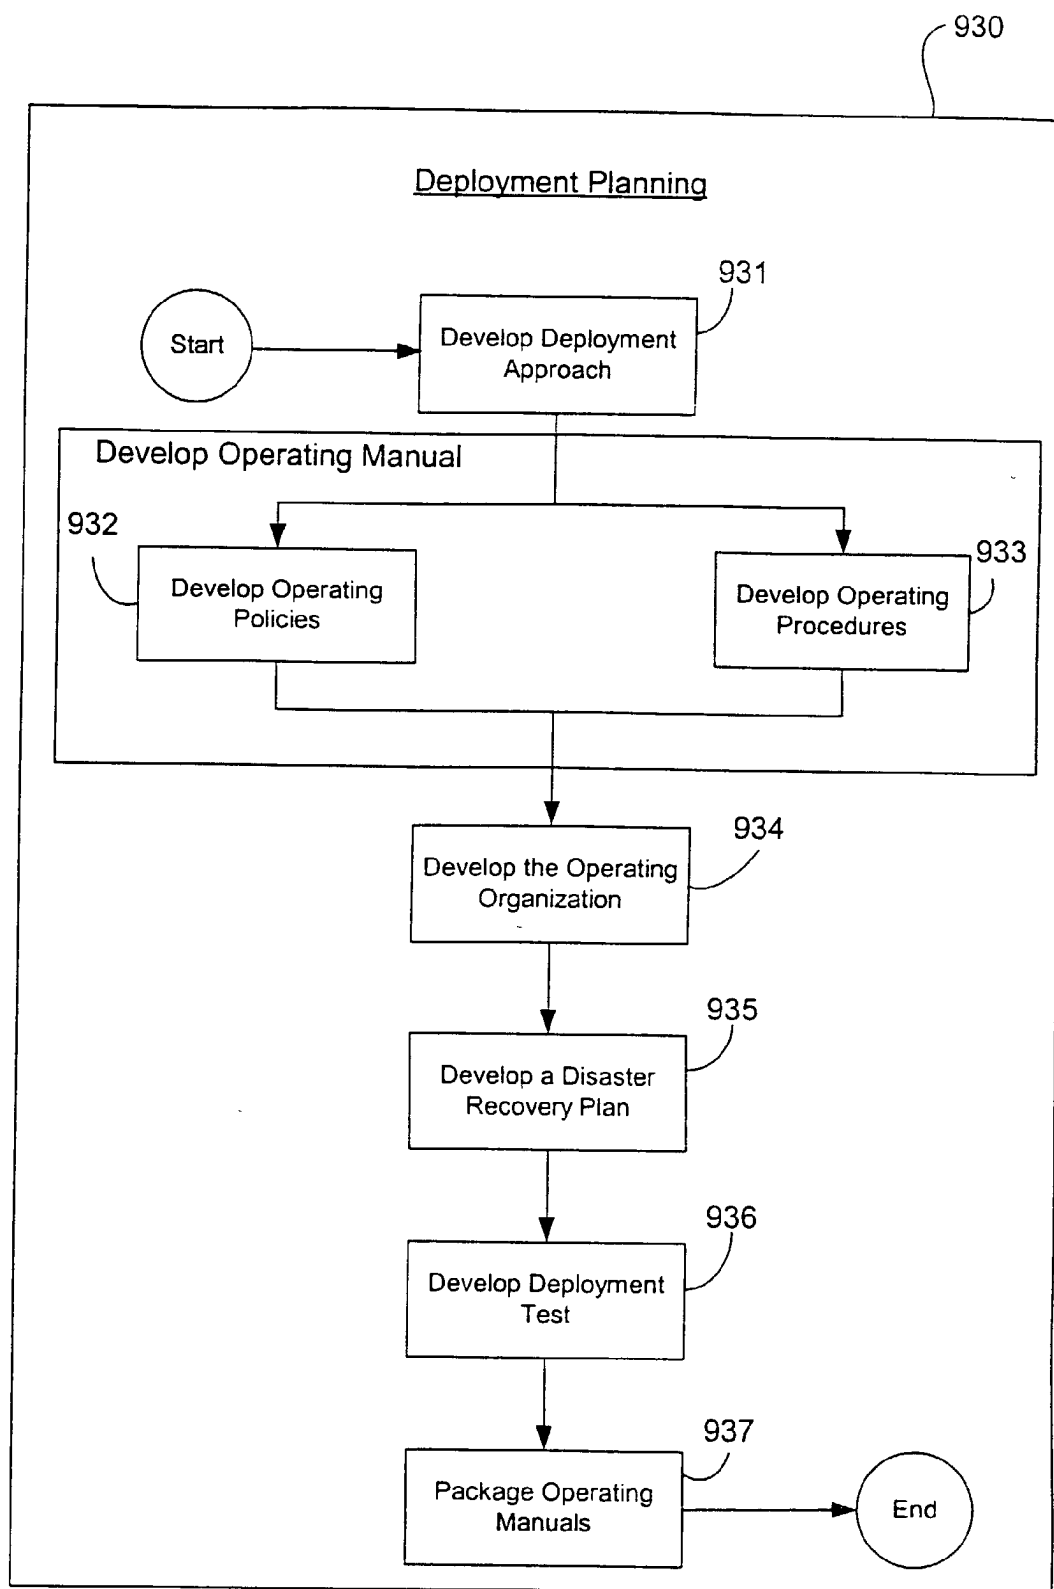 930
Deployment Planning
931
Start
Develop Deployment
Approach
Develop Operating Manual
932
933
Develop Operating
Policies
Develop Operating
Procedures
934
Develop the Operating
Organization
935
Develop a Disaster
Recovery Plan
936
Develop Deployment
Test
937
Package Operating
Manuals
End